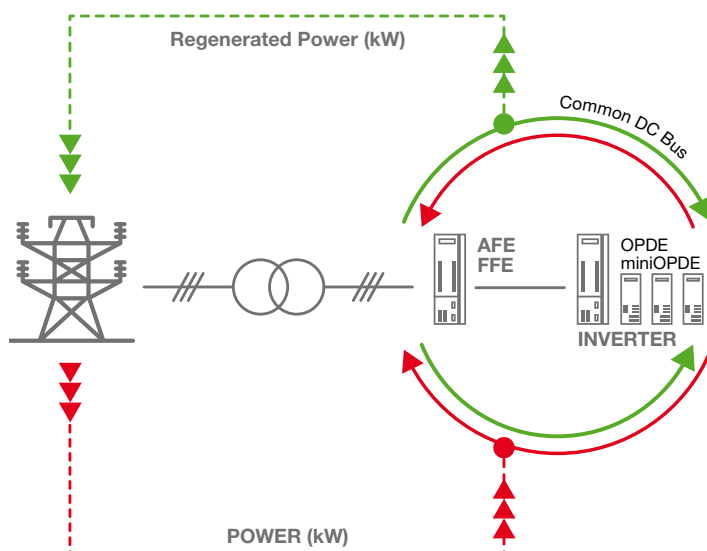 Regenerated Power (kW)
Common DC Bus
AFE
FFE
OPDE
miniOPDE
INVERTER
POWER (kW)